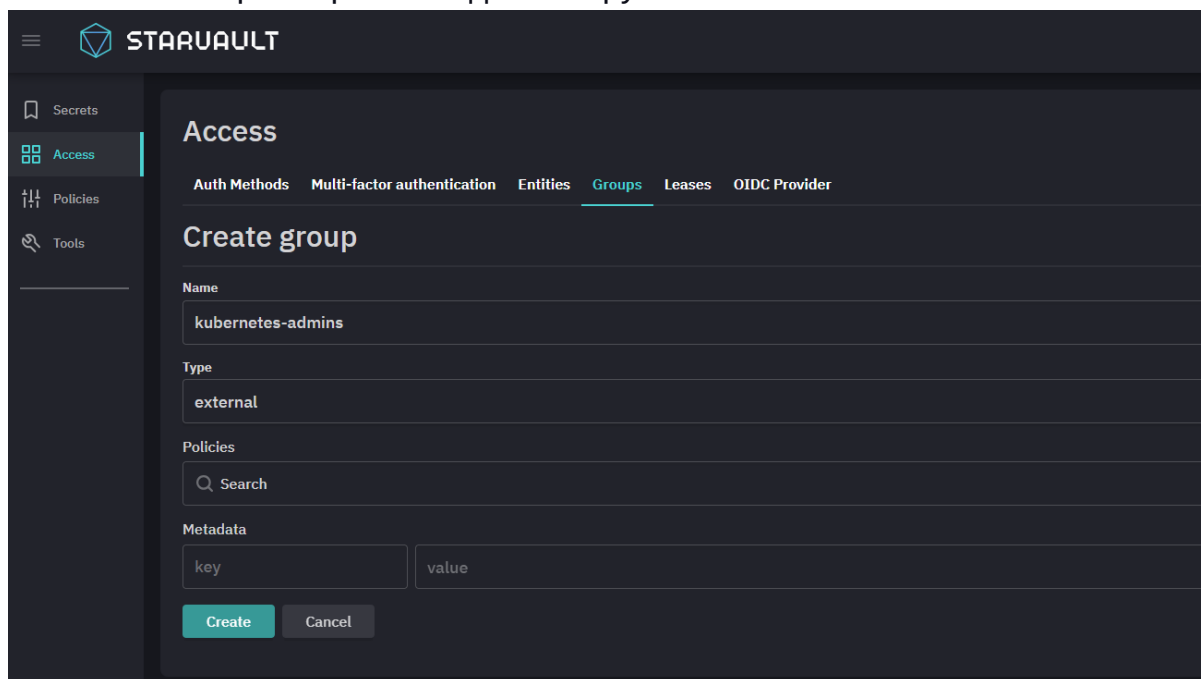 STARVAULT
Secrets
Access
Policies
Tools
Access
Auth Methods Multi-factor authentication Entities Groups Leases OIDC Provider
Create group
Name
kubernetes-admins
Type
external
Policies
Search
Metadata
key value
Create Cancel